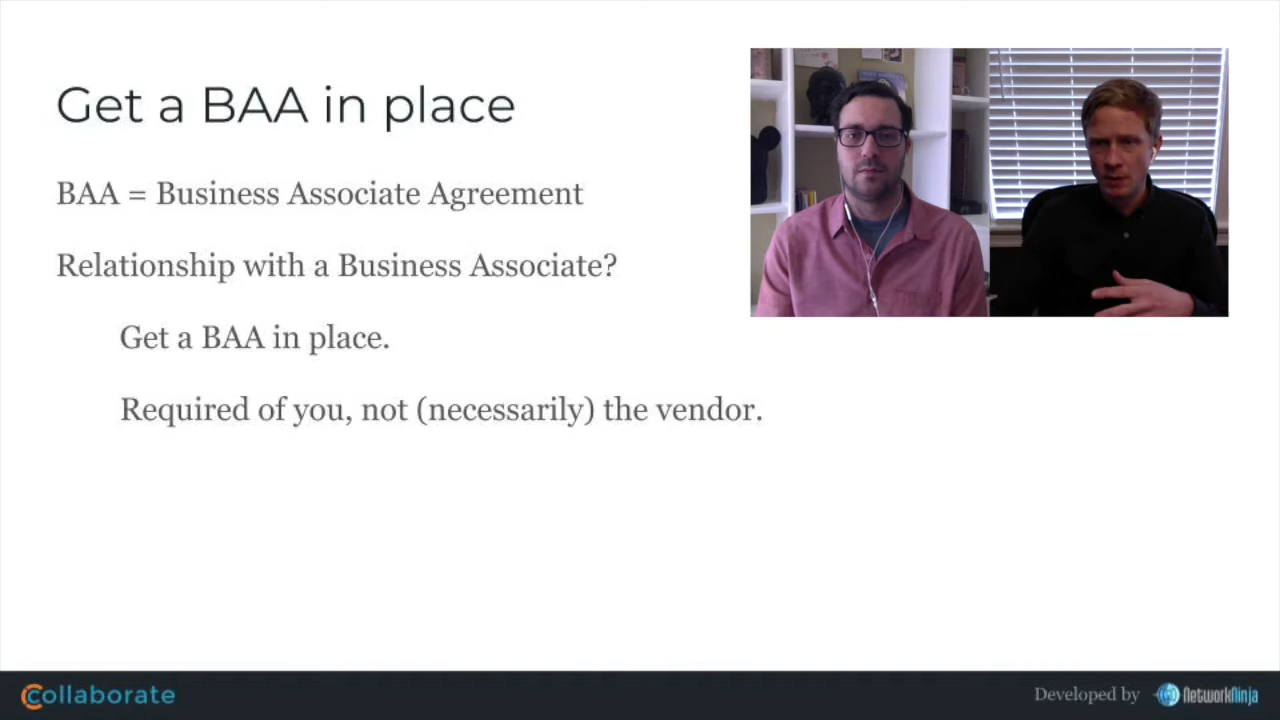 Get a BAA in place
BAA = Business Associate Agreement
Relationship with a Business Associate?
Get a BAA in place.
Required of you, not (necessarily) the vendor.
collaborate
Developed by NetworkNinja